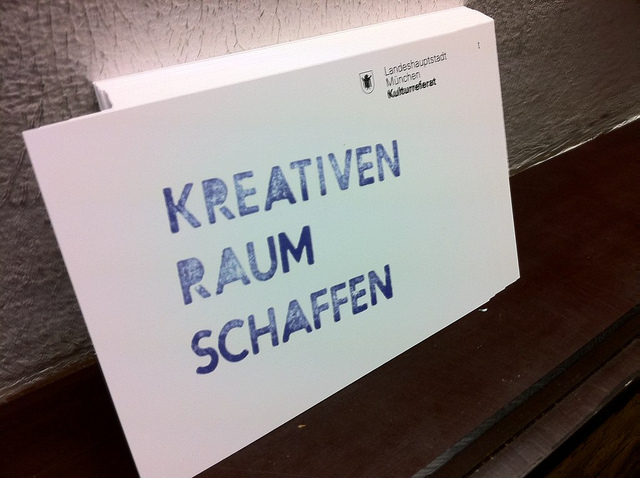 Landeshauptstadt
München
Kulturreferat
KREATIVEN
RAUM
SCHAFFEN